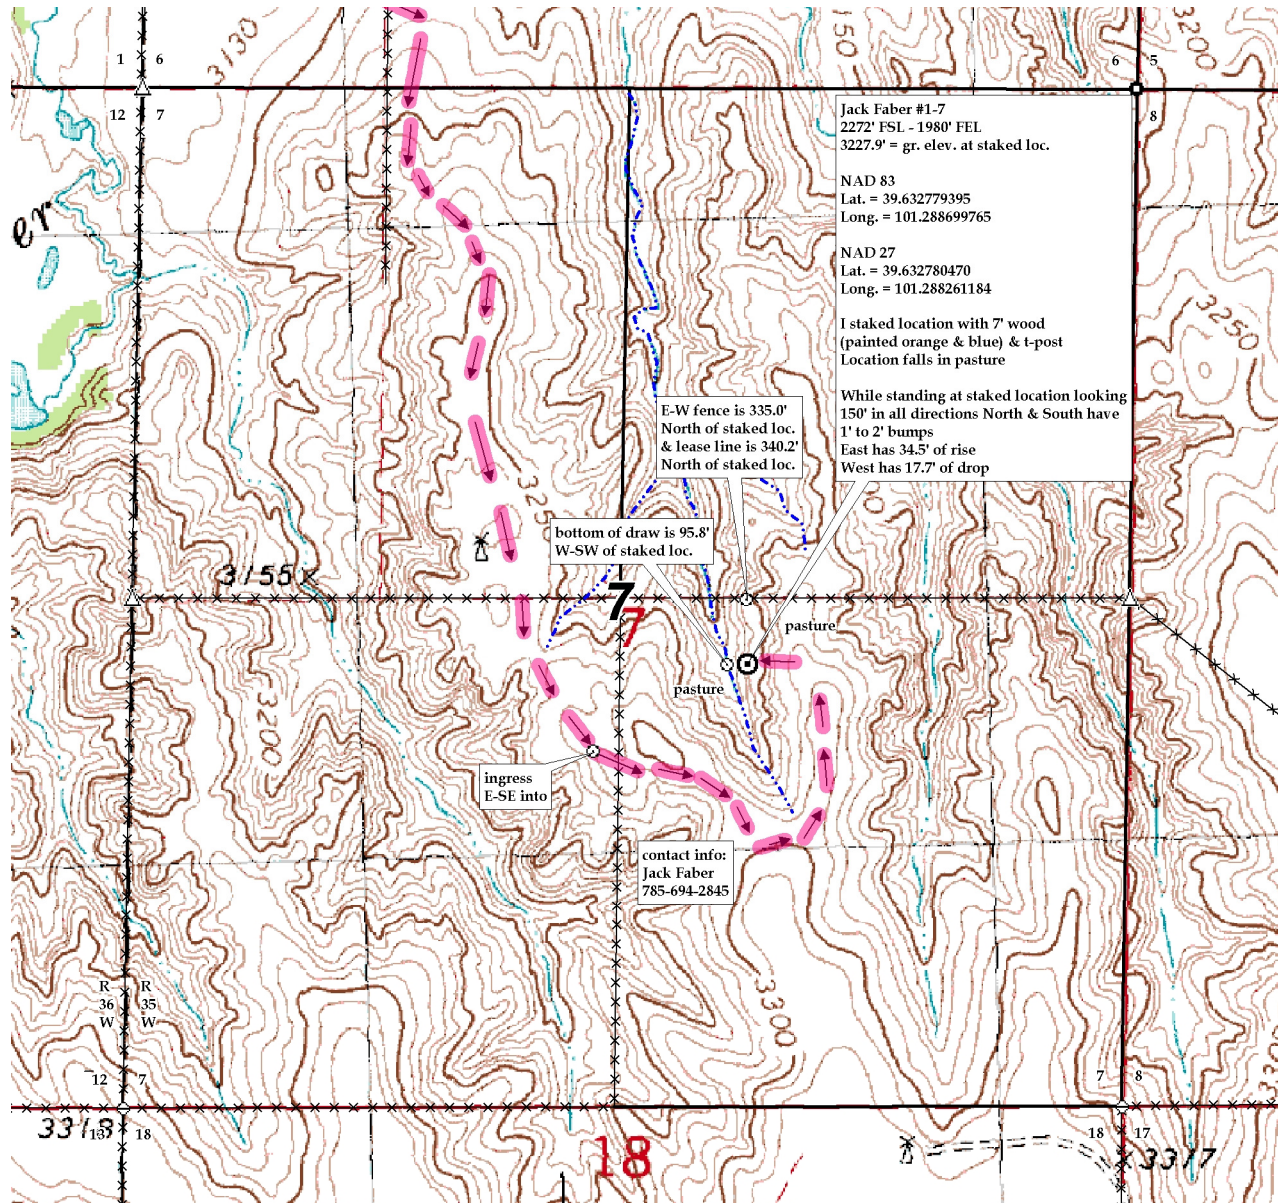 1 6
3130
150
3200
6 5
12 7
8
Jack Faber #1-7
2272' FSL - 1980' FEL
3227.9' = gr. elev. at staked loc.
NAD 83
Lat. = 39.632779395
Long. = 101.288699765
NAD 27
Lat. = 39.632780470
Long. = 101.288261184
I staked location with 7' wood
(painted orange & blue) & t-post
Location falls in pasture
While standing at staked location looking
150' in all directions North & South have
1' to 2' bumps
East has 34.5' of rise
West has 17.7' of drop
er
3250
E-W fence is 335.0'
North of staked loc.
& lease line is 340.2'
North of staked loc.
bottom of draw is 95.8'
W-SW of staked loc.
3155
7
7
pasture
pasture
3200
ingress
E-SE into
contact info:
Jack Faber
785-694-2845
R R
36 35
W W
3300
12 7
7 8
3318
13 18
18
18 17
3317